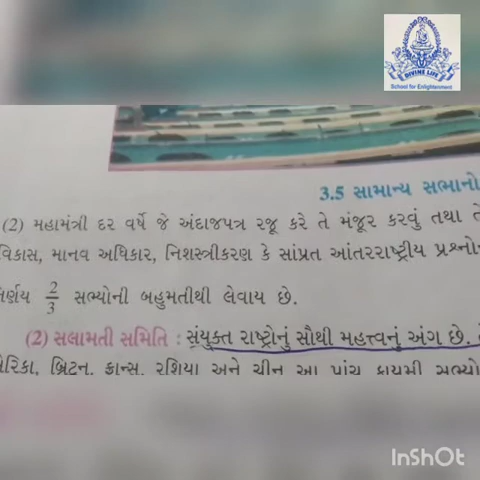 DIVINE LIFE
School for Enlightenment
3.5 સામાન્ય સભાનો
(2) મહામંત્રી દર વર્ષે જે અંદાજપત્ર રજૂ કરે તે મંજૂર કરવું તથા તે
વિકાસ, માનવ અધિકાર, નિશસ્ત્રીકરણ કે સાંપ્રત આંતરરાષ્ટ્રીય પ્રશ્નો
નિર્ણય 2/3 સભ્યોની બહુમતીથી લેવાય છે.
(2) સલામતી સમિતિ : સંયુક્ત રાષ્ટ્રોનું સૌથી મહત્ત્વનું અંગ છે.
મેરિકા, બ્રિટન, ફ્રાન્સ, રશિયા અને ચીન આ પાંચ કાયમી સભ્યો
InShOt